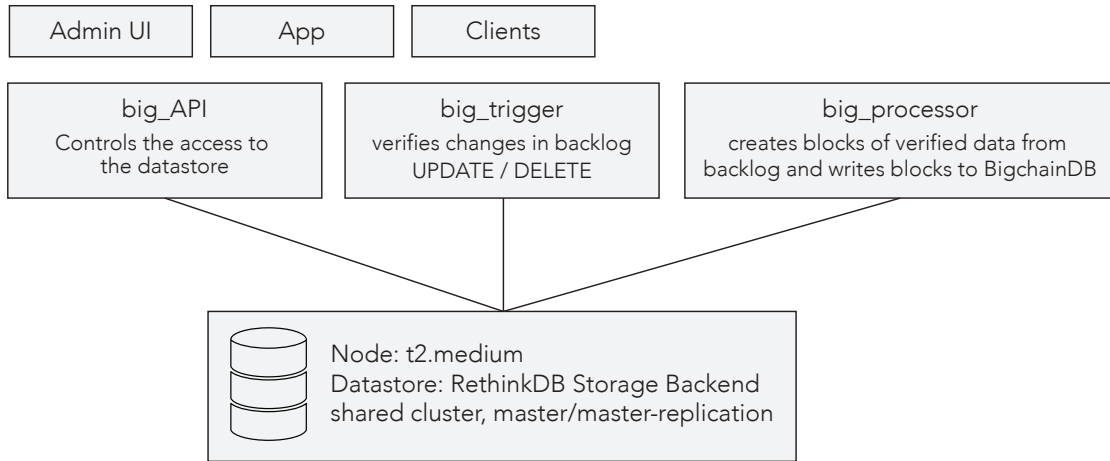 Admin UI
App
Clients
big_API
Controls the access to
the datastore
big_trigger
verifies changes in backlog
UPDATE / DELETE
big_processor
creates blocks of verified data from
backlog and writes blocks to BigchainDB
Node: t2.medium
Datastore: RethinkDB Storage Backend
shared cluster, master/master-replication